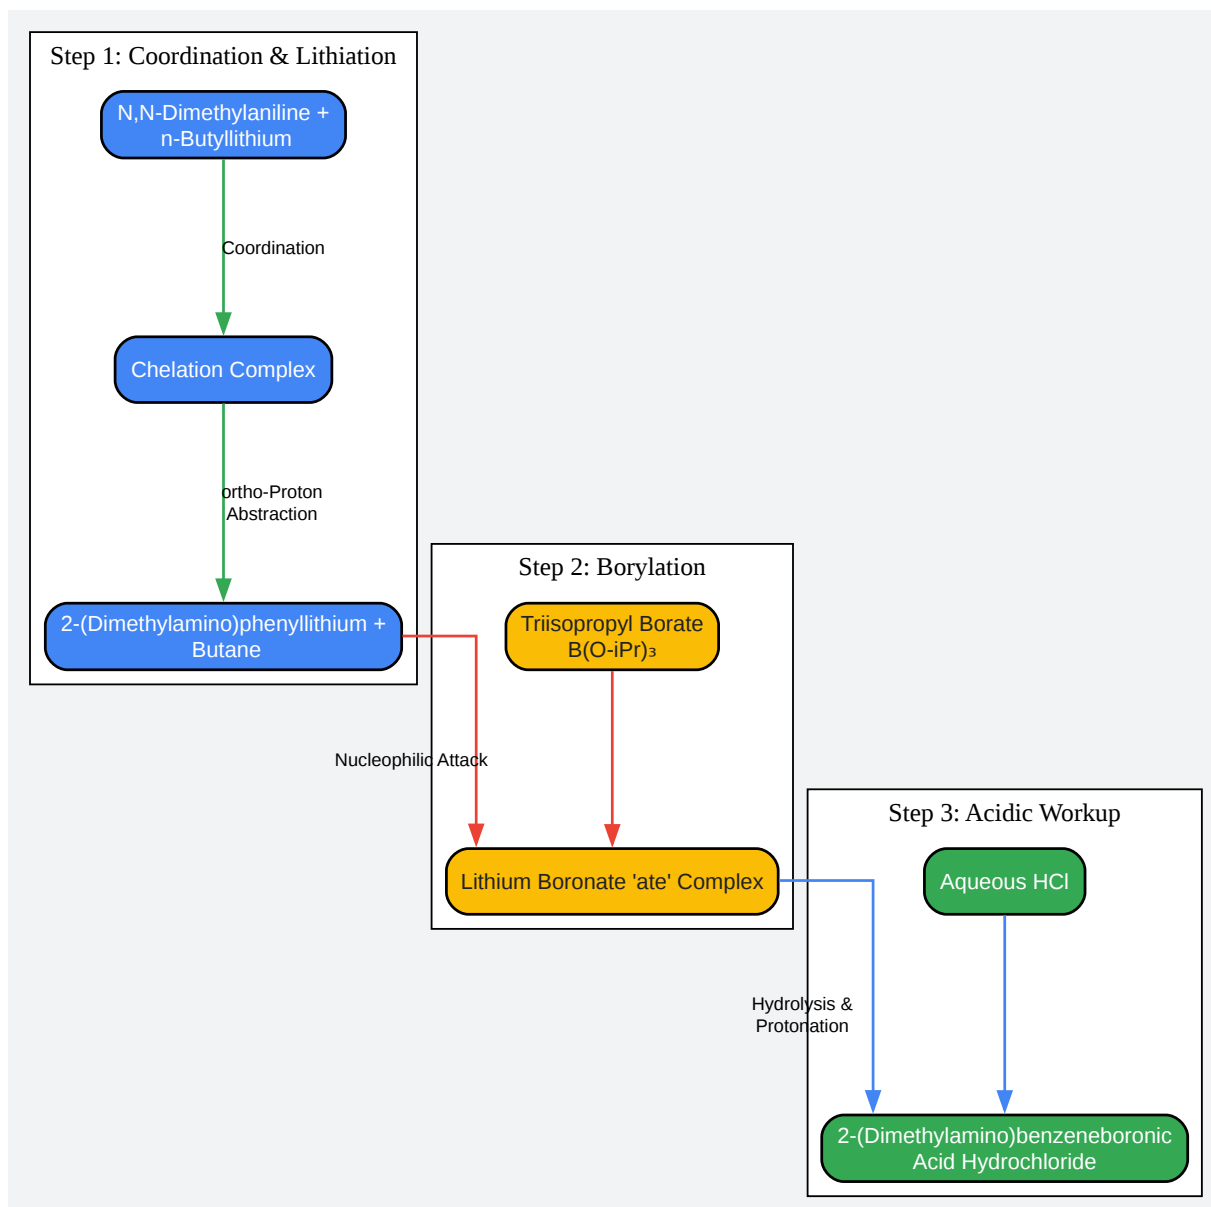 Step 1: Coordination & Lithiation
N,N-Dimethylaniline +
n-Butyllithium
Coordination
Chelation Complex
ortho-Proton
Abstraction
2-(Dimethylamino)phenyllithium +
Butane
Step 2: Borylation
Triisopropyl Borate
B(O-iPr)₃
Nucleophilic Attack
Lithium Boronate 'ate' Complex
Step 3: Acidic Workup
Aqueous HCl
Hydrolysis &
Protonation
2-(Dimethylamino)benzeneboronic
Acid Hydrochloride